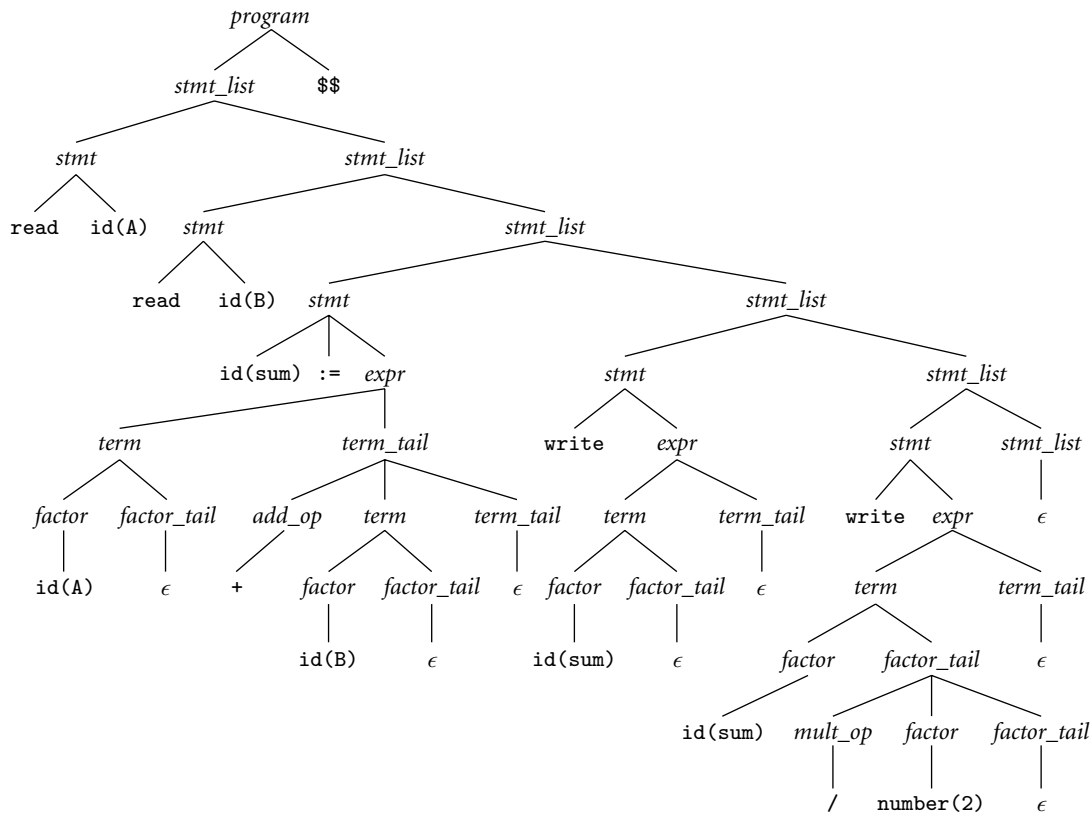 program
stmt_list $$
stmt stmt_list
read id(A) stmt stmt_list
read id(B) stmt stmt_list
id(sum) := expr stmt stmt_list
term term_tail write expr stmt stmt_list
factor factor_tail add_op term term_tail term term_tail write expr ϵ
id(A) ϵ + factor factor_tail ϵ factor factor_tail ϵ term term_tail
id(B) ϵ id(sum) ϵ factor factor_tail ϵ
id(sum) mult_op factor factor_tail
/ number(2) ϵ